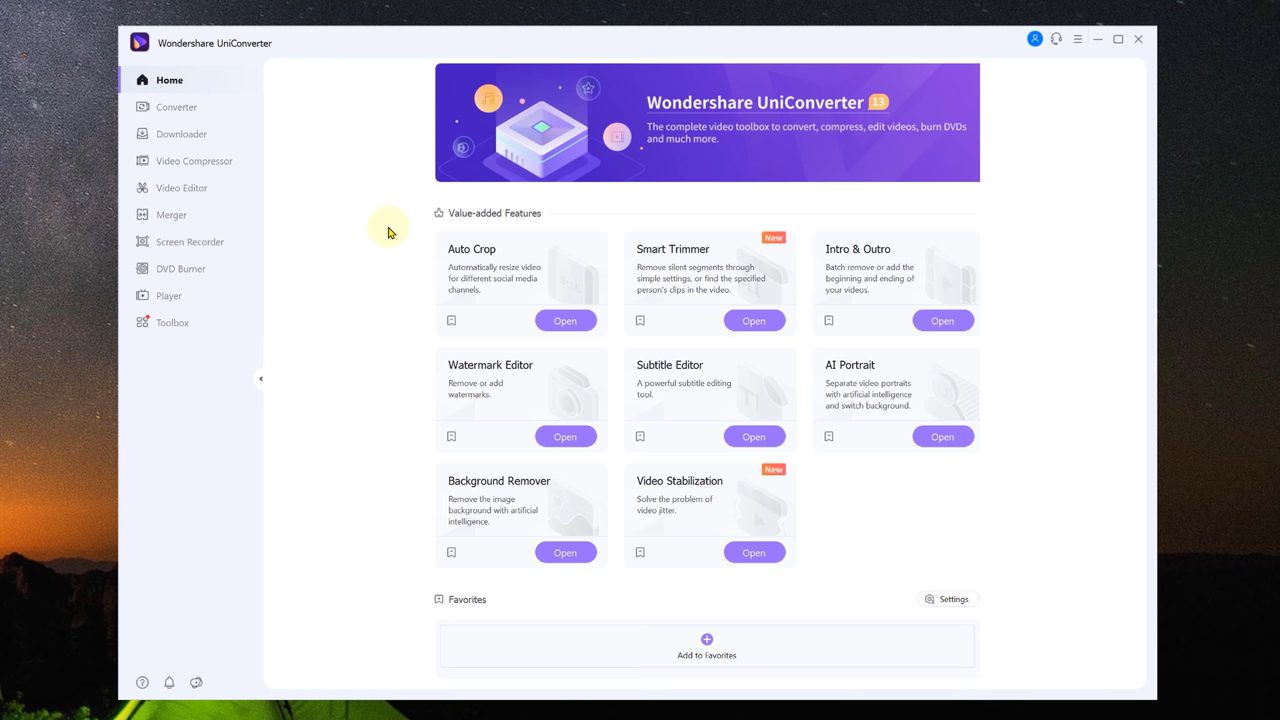 Wondershare UniConverter
Home
Converter
Downloader
Video Compressor
Video Editor
Merger
Screen Recorder
DVD Burner
Player
Toolbox
Wondershare UniConverter 13
The complete video toolbox to convert, compress, edit videos, burn DVDs
and much more.
Value-added Features
Auto Crop
Automatically resize video
for different social media
channels.
Open
New
Smart Trimmer
Remove silent segments through
simple settings, or find the specified
person's clips in the video.
Open
Intro & Outro
Batch remove or add the
beginning and ending of
your videos.
Open
Watermark Editor
Remove or add
watermarks.
Open
Subtitle Editor
A powerful subtitle editing
tool.
Open
AI Portrait
Separate video portraits
with artificial intelligence
and switch background.
Open
Background Remover
Remove the image
background with artificial
intelligence.
Open
New
Video Stabilization
Solve the problem of
video jitter.
Open
Favorites
Settings
Add to Favorites